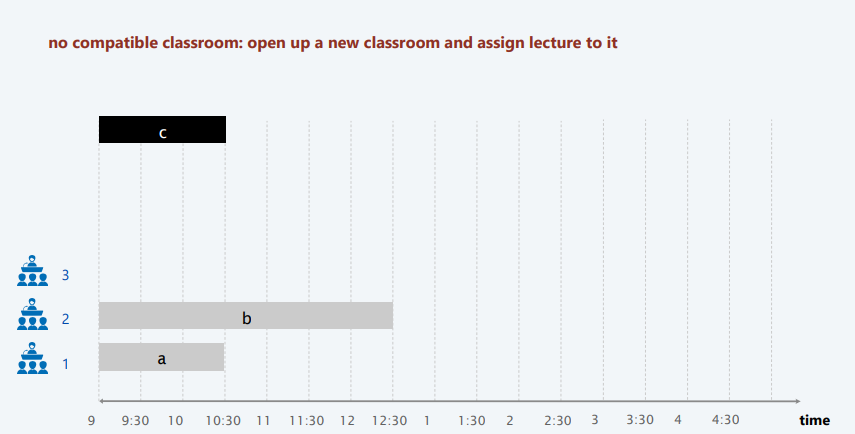 no compatible classroom: open up a new classroom and assign lecture to it
c
3
2
b
1
a
9 9:30 10 10:30 11 11:30 12 12:30 1 1:30 2 2:30 3 3:30 4 4:30 time